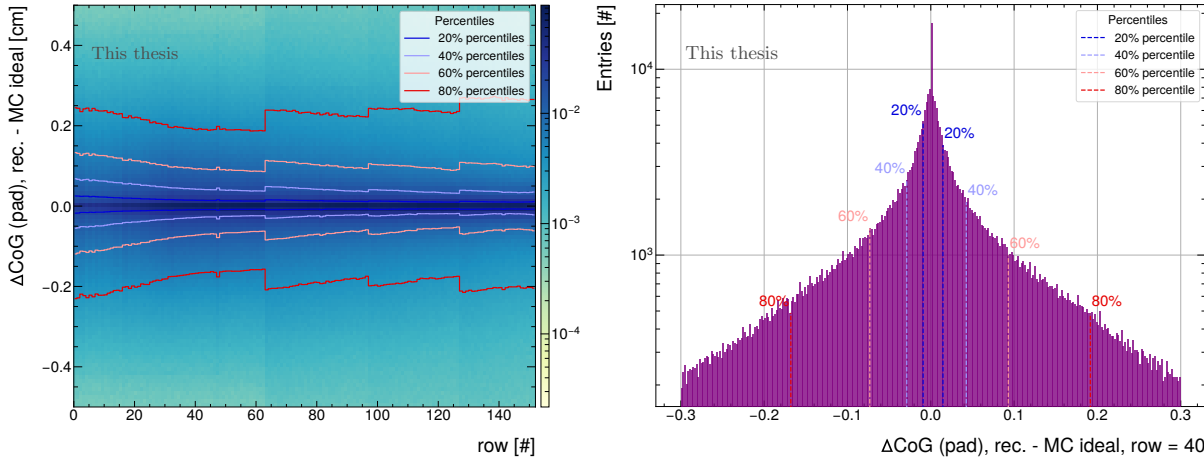 ΔCoG (pad), rec. - MC ideal [cm]
0.4
0.2
0.0
-0.2
-0.4
This thesis
Percentiles
20% percentiles
40% percentiles
60% percentiles
80% percentiles
0 20 40 60 80 100 120 140
row [#]
10⁻²
10⁻³
10⁻⁴
Entries [#]
10⁴
10³
This thesis
Percentiles
20% percentile
40% percentile
60% percentile
80% percentile
20%
20%
40%
40%
60%
60%
80%
80%
-0.3 -0.2 -0.1 0.0 0.1 0.2 0.3
ΔCoG (pad), rec. - MC ideal, row = 40